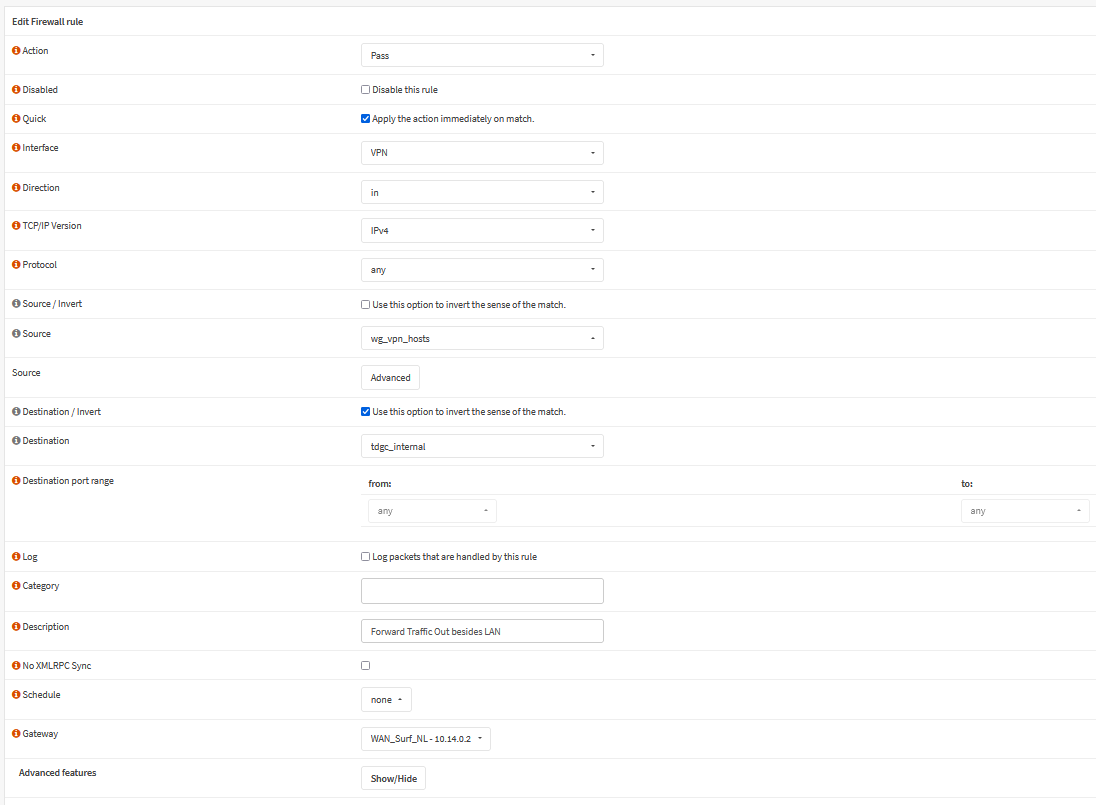 Edit Firewall rule
Action
Pass
Disabled
Disable this rule
Quick
Apply the action immediately on match.
Interface
VPN
Direction
in
TCP/IP Version
IPv4
Protocol
any
Source / Invert
Use this option to invert the sense of the match.
Source
wg_vpn_hosts
Source
Advanced
Destination / Invert
Use this option to invert the sense of the match.
Destination
tdgc_internal
Destination port range
from:
to:
any
any
Log
Log packets that are handled by this rule
Category
Description
Forward Traffic Out besides LAN
No XMLRPC Sync
Schedule
none
Gateway
WAN_Surf_NL - 10.14.0.2
Advanced features
Show/Hide